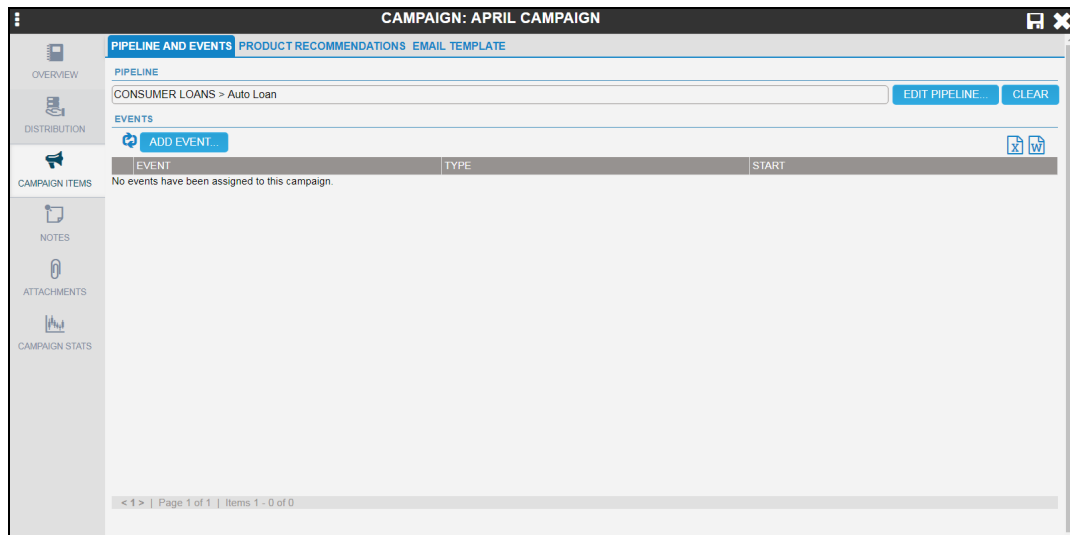 CAMPAIGN: APRIL CAMPAIGN
OVERVIEW
DISTRIBUTION
CAMPAIGN ITEMS
NOTES
ATTACHMENTS
CAMPAIGN STATS
PIPELINE AND EVENTS PRODUCT RECOMMENDATIONS EMAIL TEMPLATE
PIPELINE
CONSUMER LOANS > Auto Loan EDIT PIPELINE... CLEAR
EVENTS
ADD EVENT... X W
EVENT TYPE START
No events have been assigned to this campaign.
< 1 > | Page 1 of 1 | Items 1 - 0 of 0